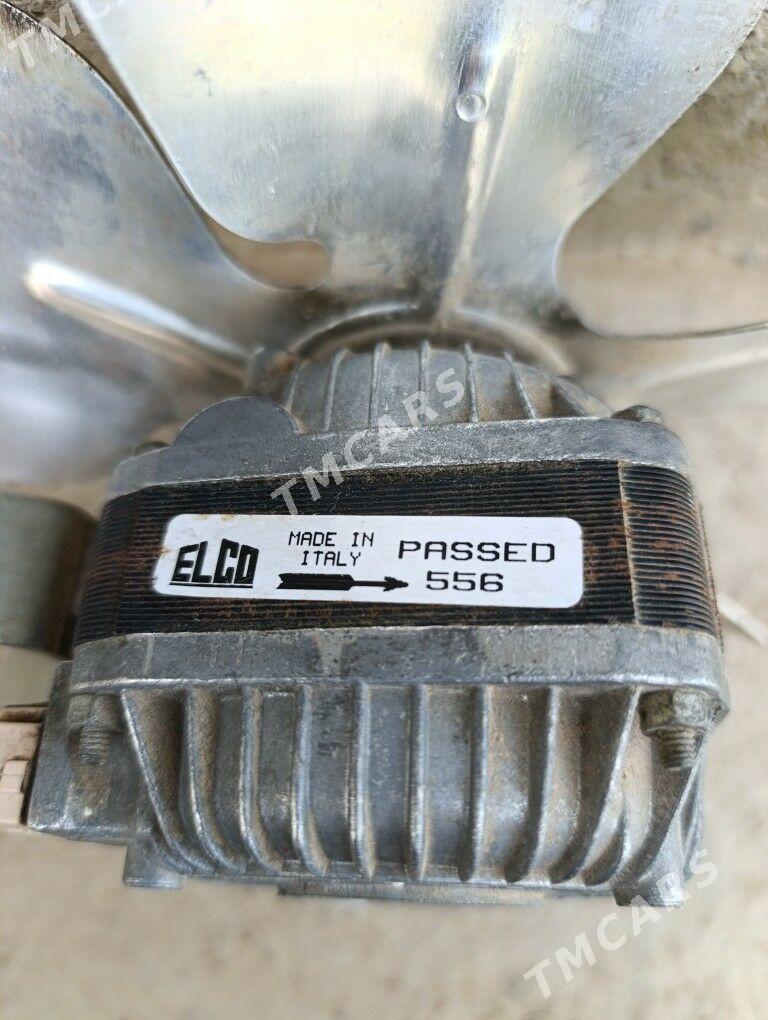 TMCARS
TMCARS
ELCO
MADE IN
ITALY
PASSED
556
TMCARS